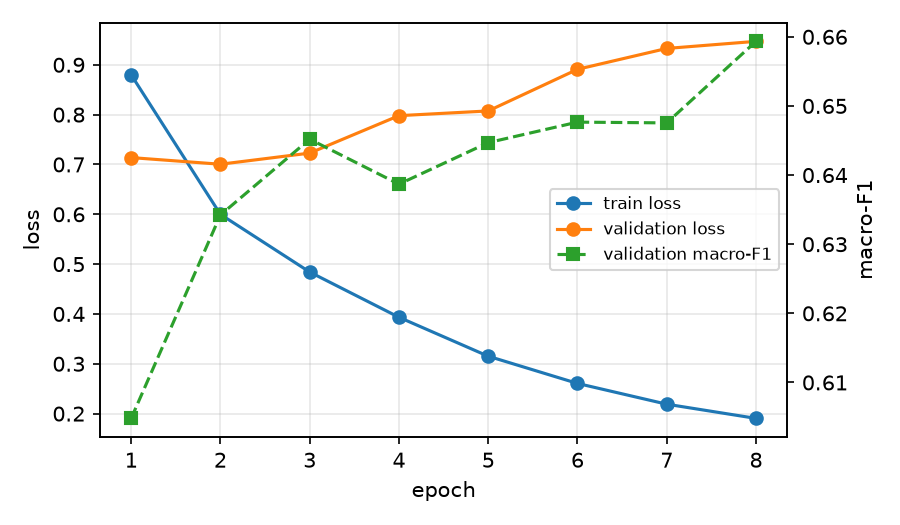 0.9
0.8
0.7
0.6
0.5
0.4
0.3
0.2
loss
0.66
0.65
0.64
0.63
0.62
0.61
macro-F1
train loss
validation loss
validation macro-F1
1 2 3 4 5 6 7 8
epoch